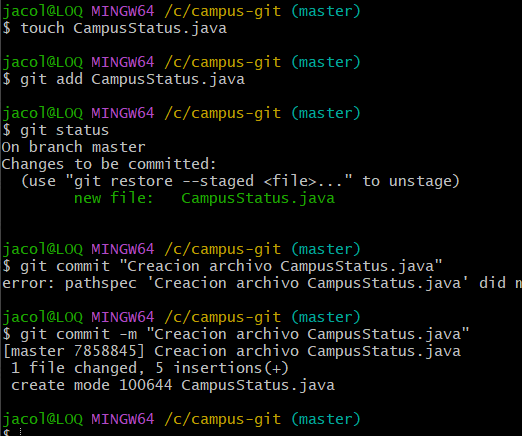 jacol@LOQ MINGW64 /c/campus-git (master)
$ touch CampusStatus.java
jacol@LOQ MINGW64 /c/campus-git (master)
$ git add CampusStatus.java
jacol@LOQ MINGW64 /c/campus-git (master)
$ git status
On branch master
Changes to be committed:
  (use "git restore --staged <file>..." to unstage)
        new file:   CampusStatus.java
jacol@LOQ MINGW64 /c/campus-git (master)
$ git commit "Creacion archivo CampusStatus.java"
error: pathspec 'Creacion archivo CampusStatus.java' did
jacol@LOQ MINGW64 /c/campus-git (master)
$ git commit -m "Creacion archivo CampusStatus.java"
[master 7858845] Creacion archivo CampusStatus.java
 1 file changed, 5 insertions(+)
 create mode 100644 CampusStatus.java
jacol@LOQ MINGW64 /c/campus-git (master)
$